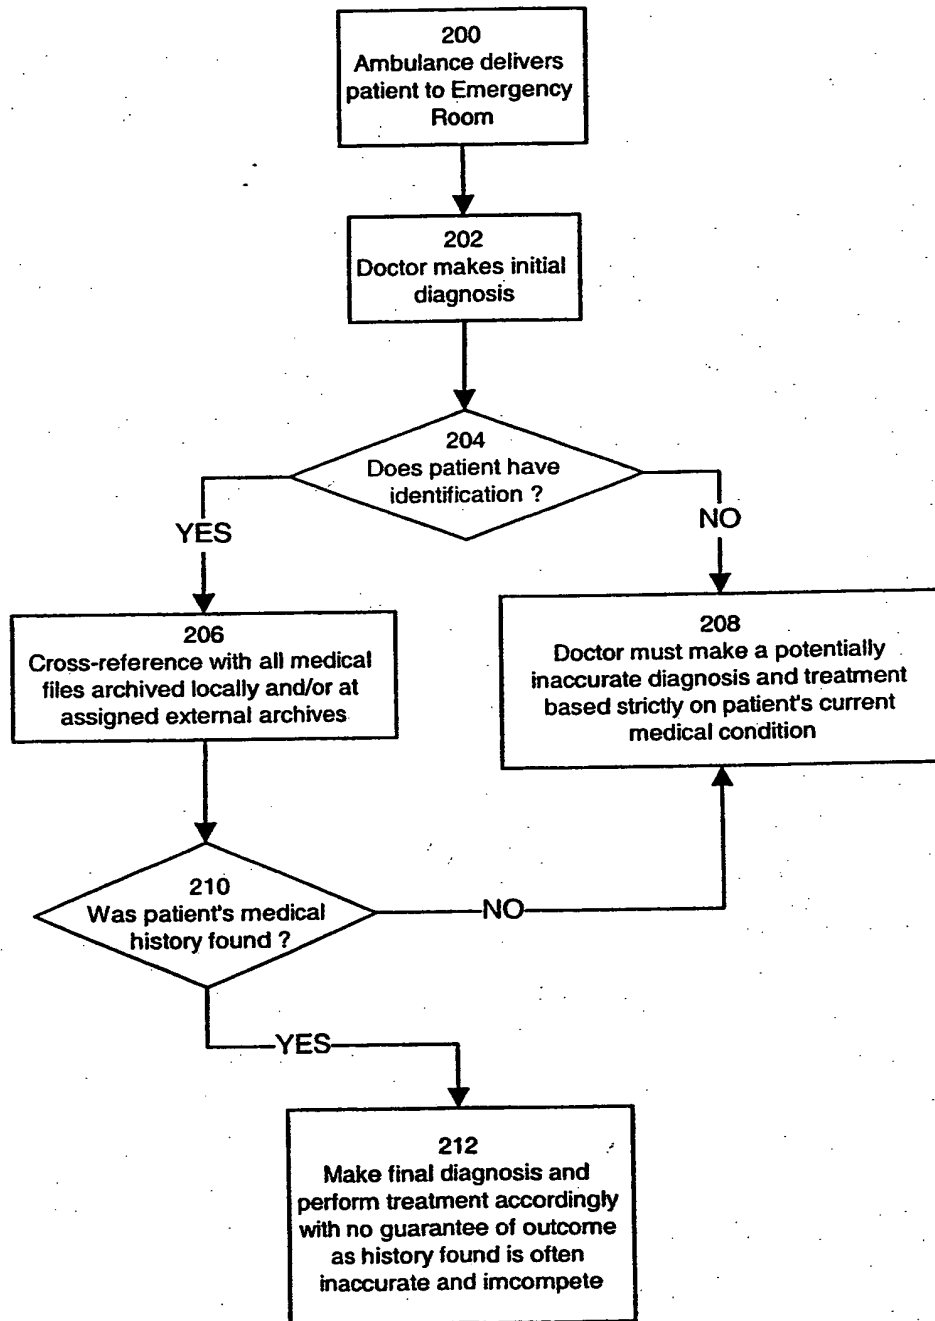 200
Ambulance delivers
patient to Emergency
Room
202
Doctor makes initial
diagnosis
204
Does patient have
identification ?
YES
NO
206
Cross-reference with all medical
files archived locally and/or at
assigned external archives
208
Doctor must make a potentially
inaccurate diagnosis and treatment
based strictly on patient's current
medical condition
210
Was patient's medical
history found ?
NO
YES
212
Make final diagnosis and
perform treatment accordingly
with no guarantee of outcome
as history found is often
inaccurate and imcompete